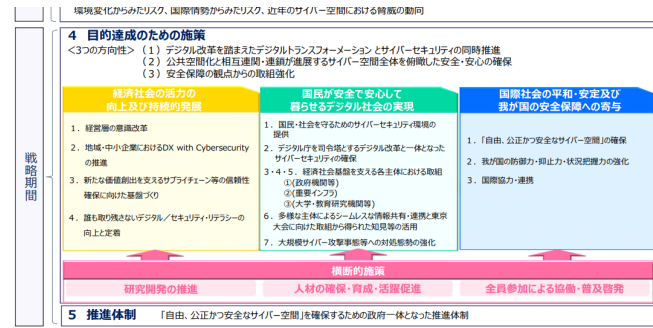 環境変化からみたリスク、国際情勢からみたリスク、近年のサイバー空間における脅威の動向
戦略期間
4 目的達成のための施策
<3つの方向性> (1) デジタル改革を踏まえたデジタルトランスフォーメーションとサイバーセキュリティの同時推進
(2) 公共空間化と相互連関・連鎖が進展するサイバー空間全体を俯瞰した安全・安心の確保
(3) 安全保障の観点からの取組強化
経済社会の活力の
向上及び持続的発展
1. 経営層の意識改革
2. 地域・中小企業におけるDX with Cybersecurity
の推進
3. 新たな価値創出を支えるサプライチェーン等の信頼性
確保に向けた基盤づくり
4. 誰も取り残さないデジタル/セキュリティ・リテラシーの
向上と定着
国民が安全で安心して
暮らせるデジタル社会の実現
1. 国民・社会を守るためのサイバーセキュリティ環境の
提供
2. デジタル庁を司令塔とするデジタル改革と一体となった
サイバーセキュリティの確保
3・4・5. 経済社会基盤を支える各主体における取組
①(政府機関等)
②(重要インフラ)
③(大学・教育研究機関等)
6. 多様な主体によるシームレスな情報共有・連携と東京
大会に向けた取組から得られた知見等の活用
7. 大規模サイバー攻撃事態等への対処態勢の強化
国際社会の平和・安定及び
我が国の安全保障への寄与
1. 「自由、公正かつ安全なサイバー空間」の確保
2. 我が国の防御力・抑止力・状況把握力の強化
3. 国際協力・連携
横断的施策
研究開発の推進
人材の確保・育成・活躍促進
全員参加による協働・普及啓発
5 推進体制 「自由、公正かつ安全なサイバー空間」を確保するための政府一体となった推進体制